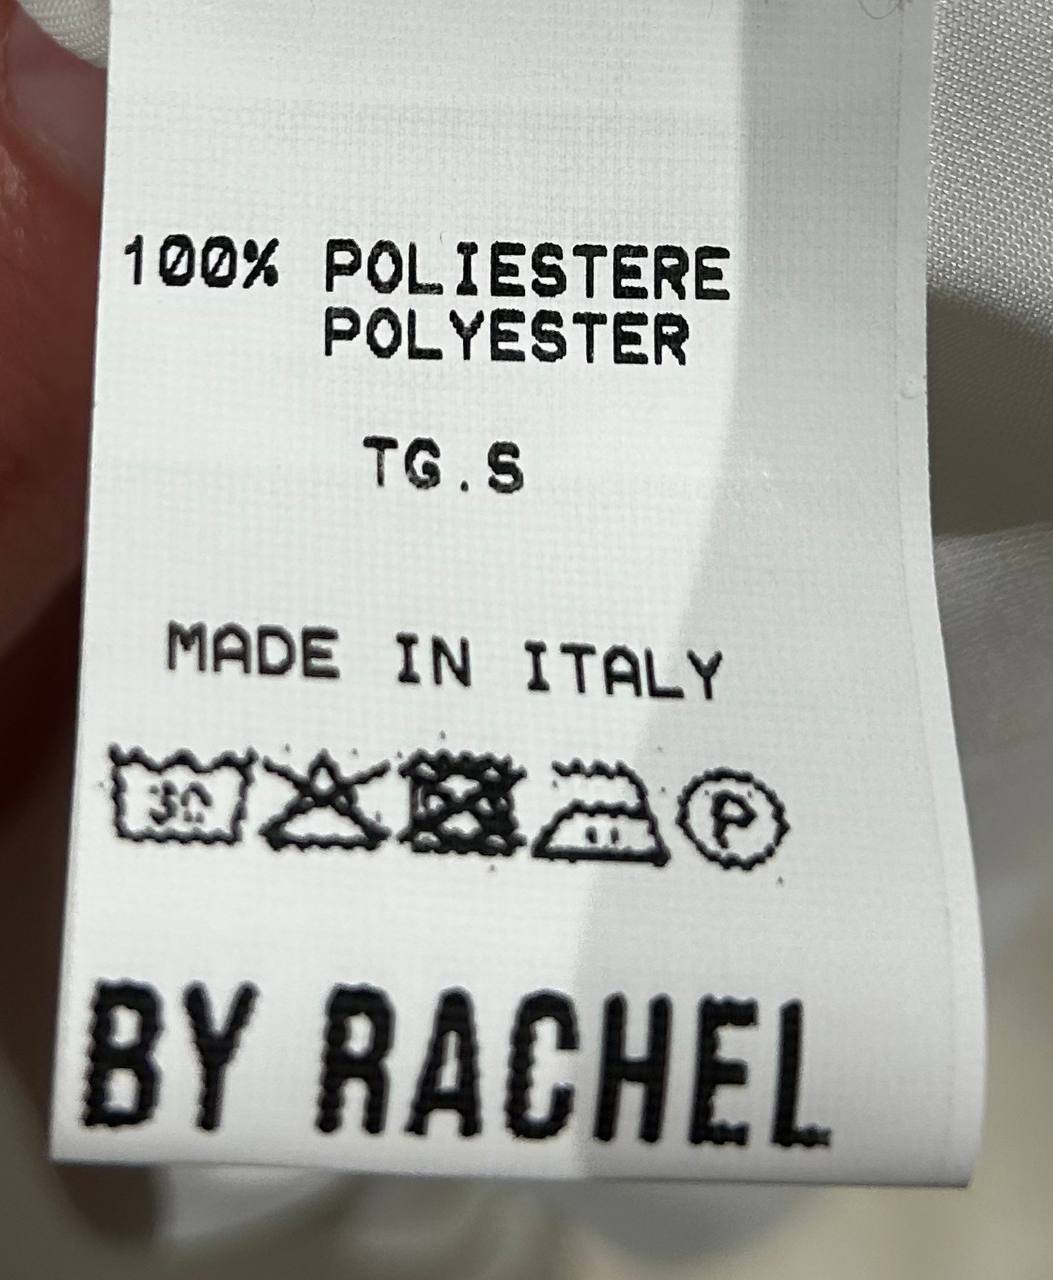 100% POLIESTERE
POLYESTER
TG.S
MADE IN ITALY
30 P
BY RACHEL